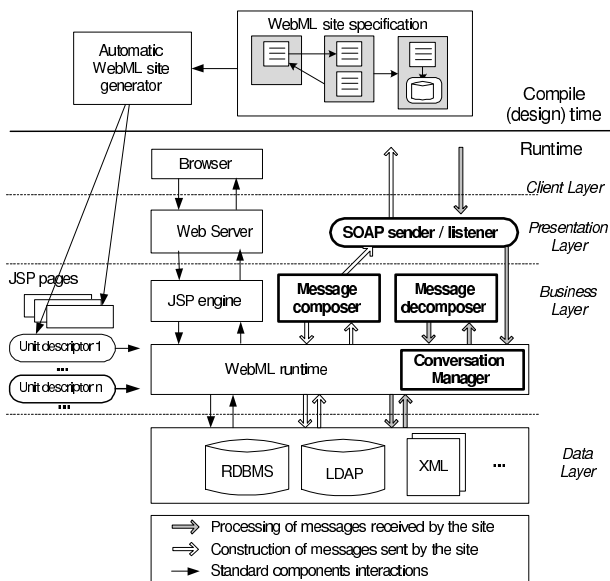 WebML site specification
Automatic
WebML site
generator
Compile
(design) time
Runtime
Browser
Client Layer
Web Server
SOAP sender / listener
Presentation
Layer
JSP pages
JSP engine
Message
composer
Message
decomposer
Business
Layer
Unit descriptor 1
...
Unit descriptor n
...
WebML runtime
Conversation
Manager
RDBMS
LDAP
XML
...
Data
Layer
Processing of messages received by the site
Construction of messages sent by the site
Standard components interactions